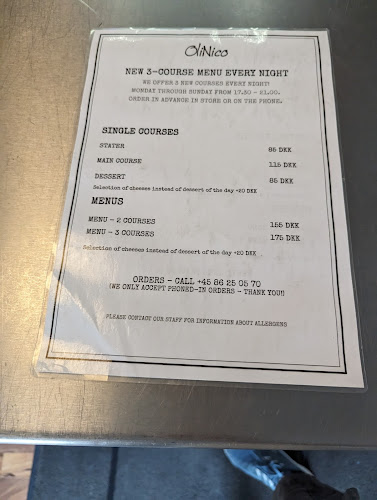 OliNico
NEW 3-COURSE MENU EVERY NIGHT
WE OFFER 3 NEW COURSES EVERY NIGHT!
MONDAY THROUGH SUNDAY FROM 17.30 - 21.00.
ORDER IN ADVANCE IN STORE OR ON THE PHONE.
SINGLE COURSES
STATER 85 DKK
MAIN COURSE 115 DKK
DESSERT 85 DKK
Selection of cheeses instead of dessert of the day +20 DKK
MENUS
MENU - 2 COURSES 155 DKK
MENU - 3 COURSES 175 DKK
Selection of cheeses instead of dessert of the day +20 DKK
ORDERS - CALL +45 86 25 05 70
(WE ONLY ACCEPT PHONED-IN ORDERS - THANK YOU!)
PLEASE CONTACT OUR STAFF FOR INFORMATION ABOUT ALLERGENS